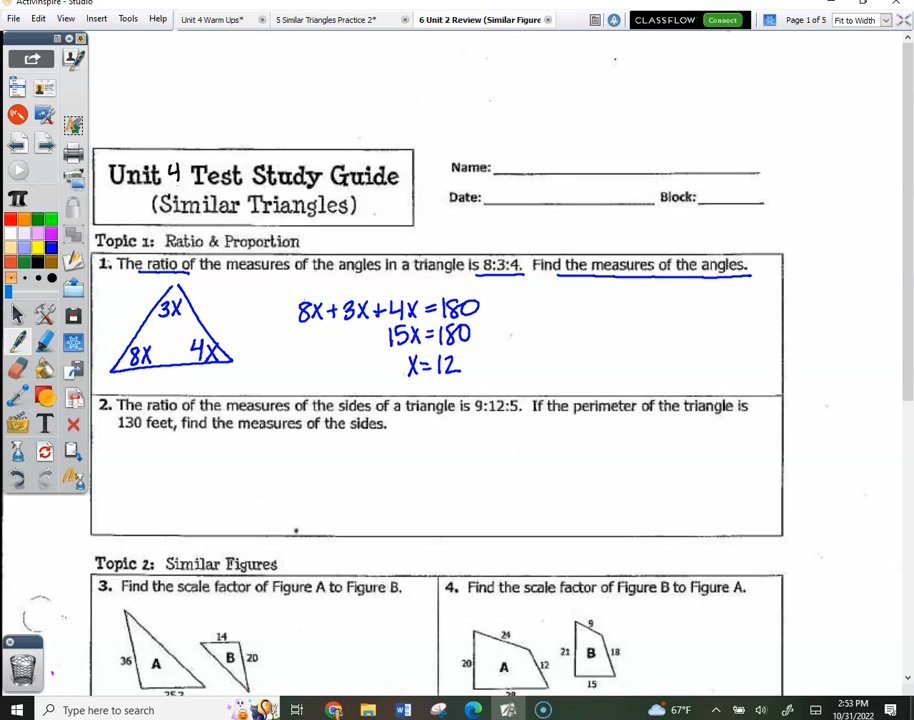 ActivInspire - Studio
File Edit View Insert Tools Help
Unit 4 Warm Ups*
5 Similar Triangles Practice 2*
6 Unit 2 Review (Similar Figure
CLASSFLOW Connect
Page 1 of 5
Fit to Width
Unit 4 Test Study Guide
(Similar Triangles)
Name:
Date: Block:
Topic 1: Ratio & Proportion
1. The ratio of the measures of the angles in a triangle is 8:3:4. Find the measures of the angles.
3X
8X 4X
8X+3X+4X=180
15X=180
X=12
2. The ratio of the measures of the sides of a triangle is 9:12:5. If the perimeter of the triangle is
130 feet, find the measures of the sides.
Topic 2: Similar Figures
3. Find the scale factor of Figure A to Figure B.
36 A
14
B 20
4. Find the scale factor of Figure B to Figure A.
24
20 A 12
9
21 B 18
15
Type here to search
67°F
2:53 PM
10/31/2022